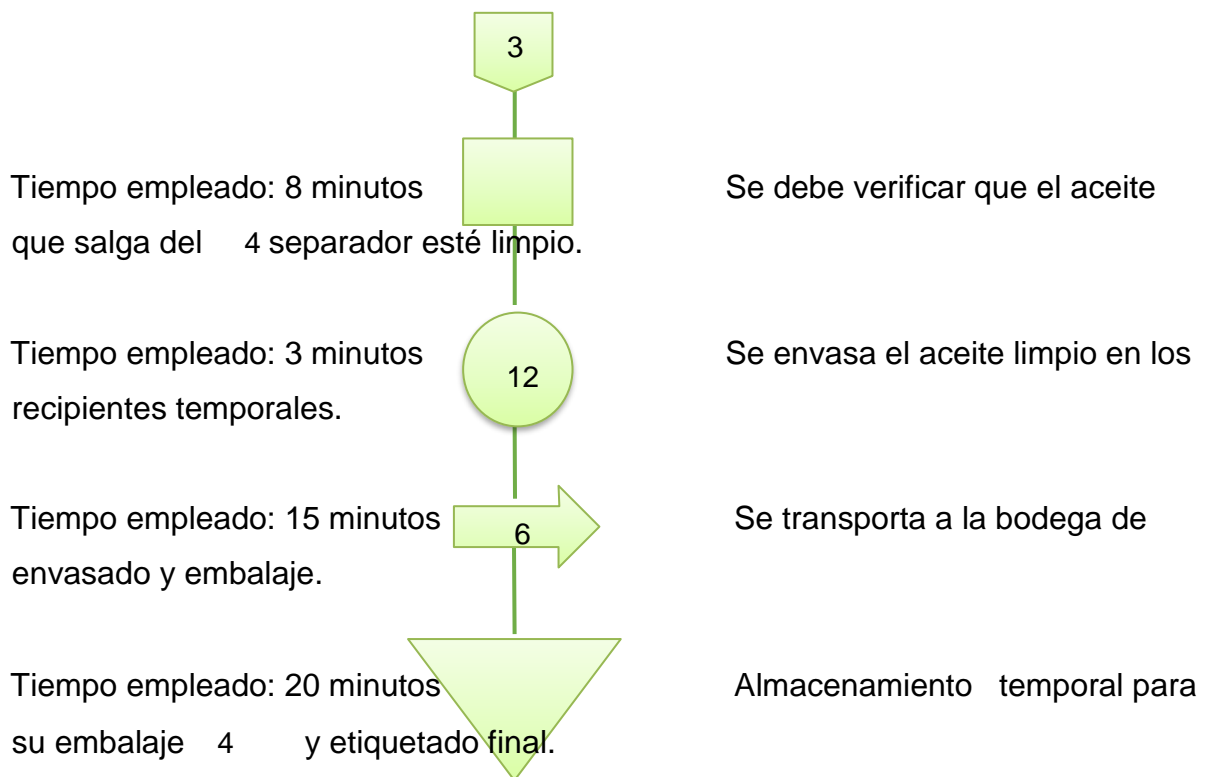 3
Tiempo empleado: 8 minutos Se debe verificar que el aceite
que salga del 4 separador esté limpio.
Tiempo empleado: 3 minutos 12 Se envasa el aceite limpio en los
recipientes temporales.
Tiempo empleado: 15 minutos 6 Se transporta a la bodega de
envasado y embalaje.
Tiempo empleado: 20 minutos Almacenamiento temporal para
su embalaje 4 y etiquetado final.